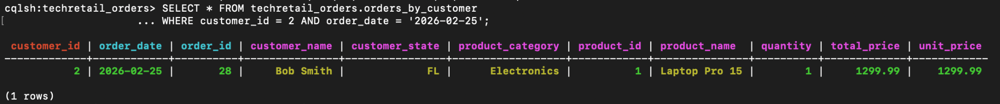 cqlsh:techretail_orders> SELECT * FROM techretail_orders.orders_by_customer
[                     ... WHERE customer_id = 2 AND order_date = '2026-02-25';
 customer_id | order_date | order_id | customer_name | customer_state | product_category | product_id | product_name  | quantity | total_price | unit_price
-------------+------------+----------+---------------+----------------+------------------+------------+---------------+----------+-------------+------------
           2 | 2026-02-25 |       28 |     Bob Smith |             FL |      Electronics |          1 | Laptop Pro 15 |        1 |     1299.99 |    1299.99
(1 rows)